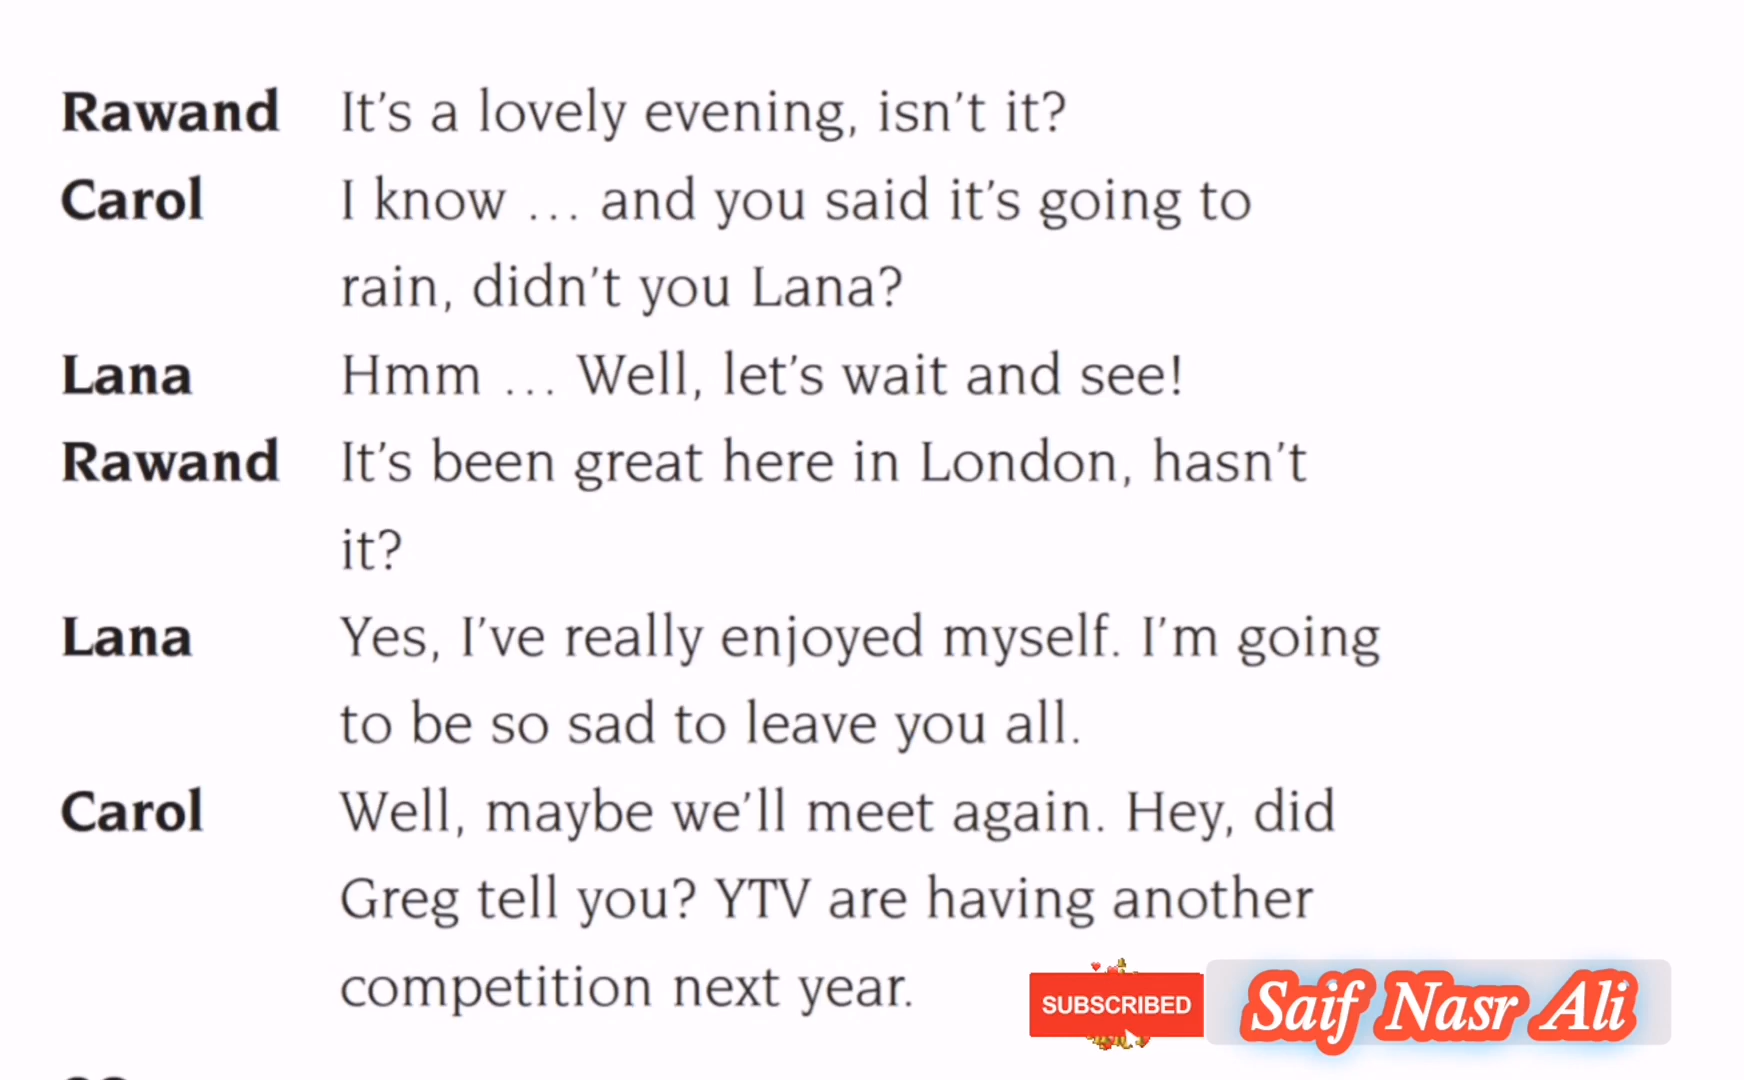 Rawand It's a lovely evening, isn't it?
Carol I know ... and you said it's going to
rain, didn't you Lana?
Lana Hmm ... Well, let's wait and see!
Rawand It's been great here in London, hasn't
it?
Lana Yes, I've really enjoyed myself. I'm going
to be so sad to leave you all.
Carol Well, maybe we'll meet again. Hey, did
Greg tell you? YTV are having another
competition next year.
SUBSCRIBED Saif Nasr Ali